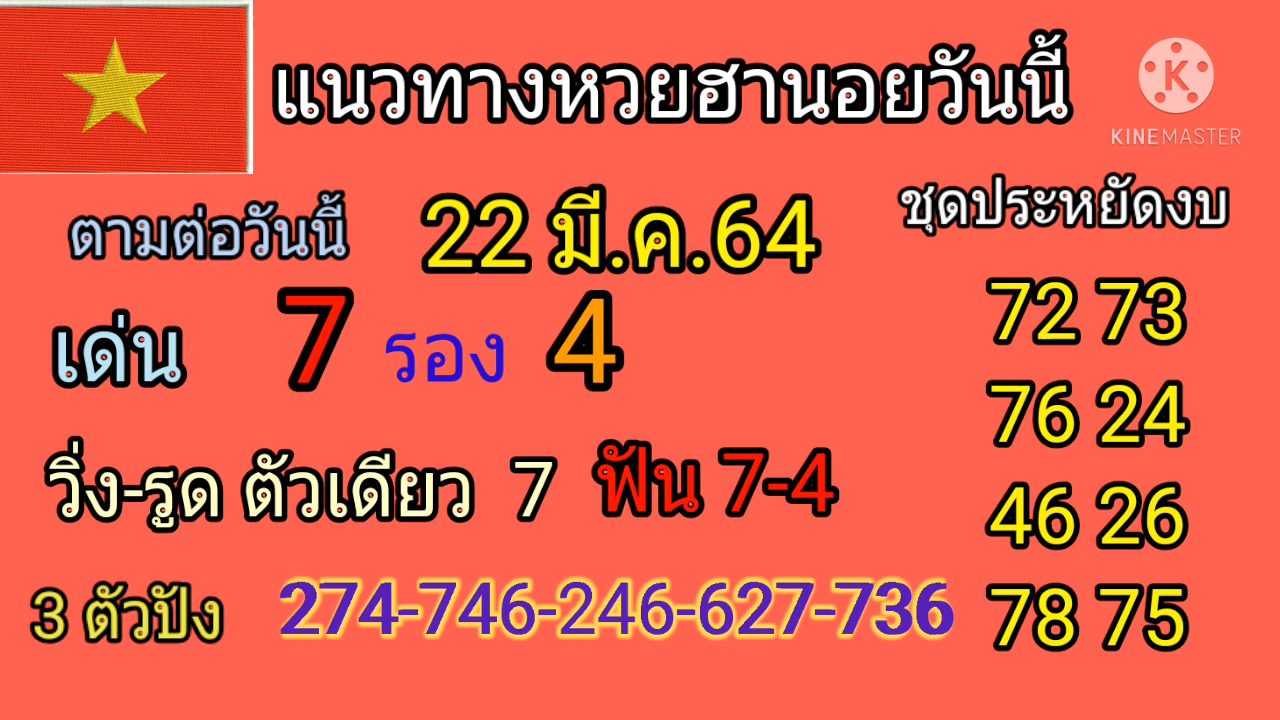 แนวทางหวยฮานอยวันนี้
K
KINEMASTER
ตามต่อวันนี้ 22 มี.ค.64
เด่น 7 รอง 4
วิ่ง-รูด ตัวเดียว 7 ฟัน 7-4
3 ตัวปัง 274-746-246-627-736
ชุดประหยัดงบ
72 73
76 24
46 26
78 75